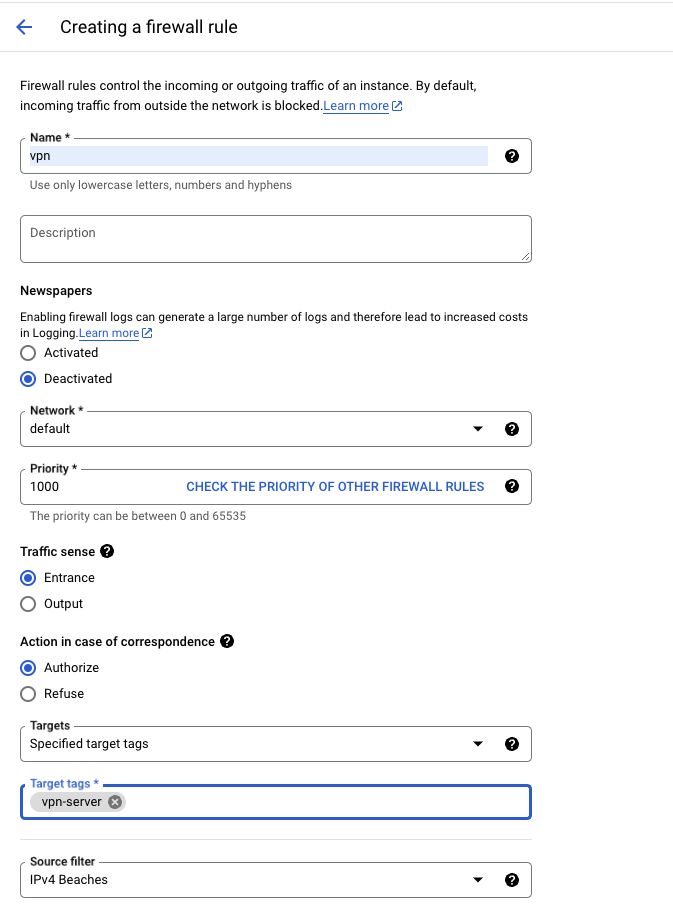 Creating a firewall rule
Firewall rules control the incoming or outgoing traffic of an instance. By default,
incoming traffic from outside the network is blocked.Learn more
Name *
vpn
Use only lowercase letters, numbers and hyphens
Description
Newspapers
Enabling firewall logs can generate a large number of logs and therefore lead to increased costs
in Logging.Learn more
Activated
Deactivated
Network *
default
Priority *
1000 CHECK THE PRIORITY OF OTHER FIREWALL RULES
The priority can be between 0 and 65535
Traffic sense
Entrance
Output
Action in case of correspondence
Authorize
Refuse
Targets
Specified target tags
Target tags *
vpn-server
Source filter
IPv4 Beaches